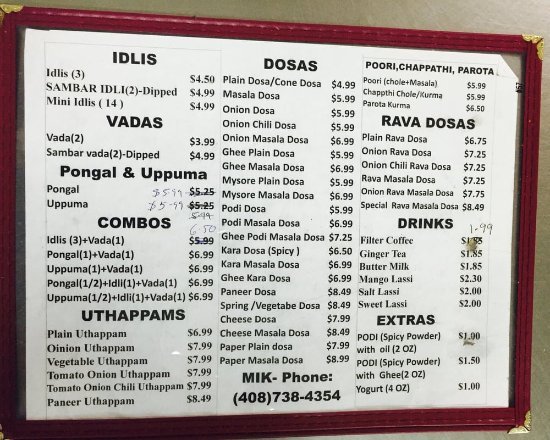 IDLIS
Idlis (3) $4.50
SAMBAR IDLI(2)-Dipped $4.99
Mini Idlis ( 14 ) $4.99
VADAS
Vada(2) $3.99
Sambar vada(2)-Dipped $4.99
Pongal & Uppuma
Pongal $5.99 $5.25
Uppuma $5.99 $5.25
5.99
COMBOS
6.50
Idlis (3)+Vada(1) $5.99
Pongal(1)+Vada(1) $6.99
Uppuma(1)+Vada(1) $6.99
Pongal(1/2)+Idli(1)+Vada(1) $6.99
Uppuma(1/2)+Idli(1)+Vada(1) $6.99
UTHAPPAMS
Plain Uthappam $6.99
Oinion Uthappam $7.99
Vegetable Uthappam $7.99
Tomato Onion Uthappam $7.99
Tomato Onion Chili Uthappam $7.99
Paneer Uthappam $8.49
DOSAS
Plain Dosa/Cone Dosa $4.99
Masala Dosa $5.99
Onion Dosa $5.99
Onion Chili Dosa $5.99
Onion Masala Dosa $6.99
Ghee Plain Dosa $5.99
Ghee Masala Dosa $6.99
Mysore Plain Dosa $5.99
Mysore Masala Dosa $6.99
Podi Dosa $5.99
Podi Masala Dosa $6.99
Ghee Podi Masala Dosa $7.25
Kara Dosa (Spicy ) $6.50
Kara Masala Dosa $6.99
Ghee Kara Dosa $6.99
Paneer Dosa $8.49
Spring /Vegetabe Dosa $8.49
Cheese Dosa $7.99
Cheese Masala Dosa $8.49
Paper Plain dosa $7.99
Paper Masala Dosa $8.99
MIK- Phone:
(408)738-4354
POORI,CHAPPATHI, PAROTA
Poori (chole+Masala) $5.99
Chappthi Chole/Kurma $5.99
Parota Kurma $6.50
RAVA DOSAS
Plain Rava Dosa $6.75
Onion Rava Dosa $7.25
Onion Chili Rava Dosa $7.25
Rava Masala Dosa $7.25
Onion Rava Masala Dosa $7.75
Special Rava Masala Dosa $8.49
DRINKS
1.99
Filter Coffee $1.85
Ginger Tea $1.85
Butter Milk $1.85
Mango Lassi $2.30
Salt Lassi $2.00
Sweet Lassi $2.00
EXTRAS
PODI (Spicy Powder) $1.00
with oil (2 OZ)
PODI (Spicy Powder) $1.50
with Ghee(2 OZ)
Yogurt (4 OZ) $1.00